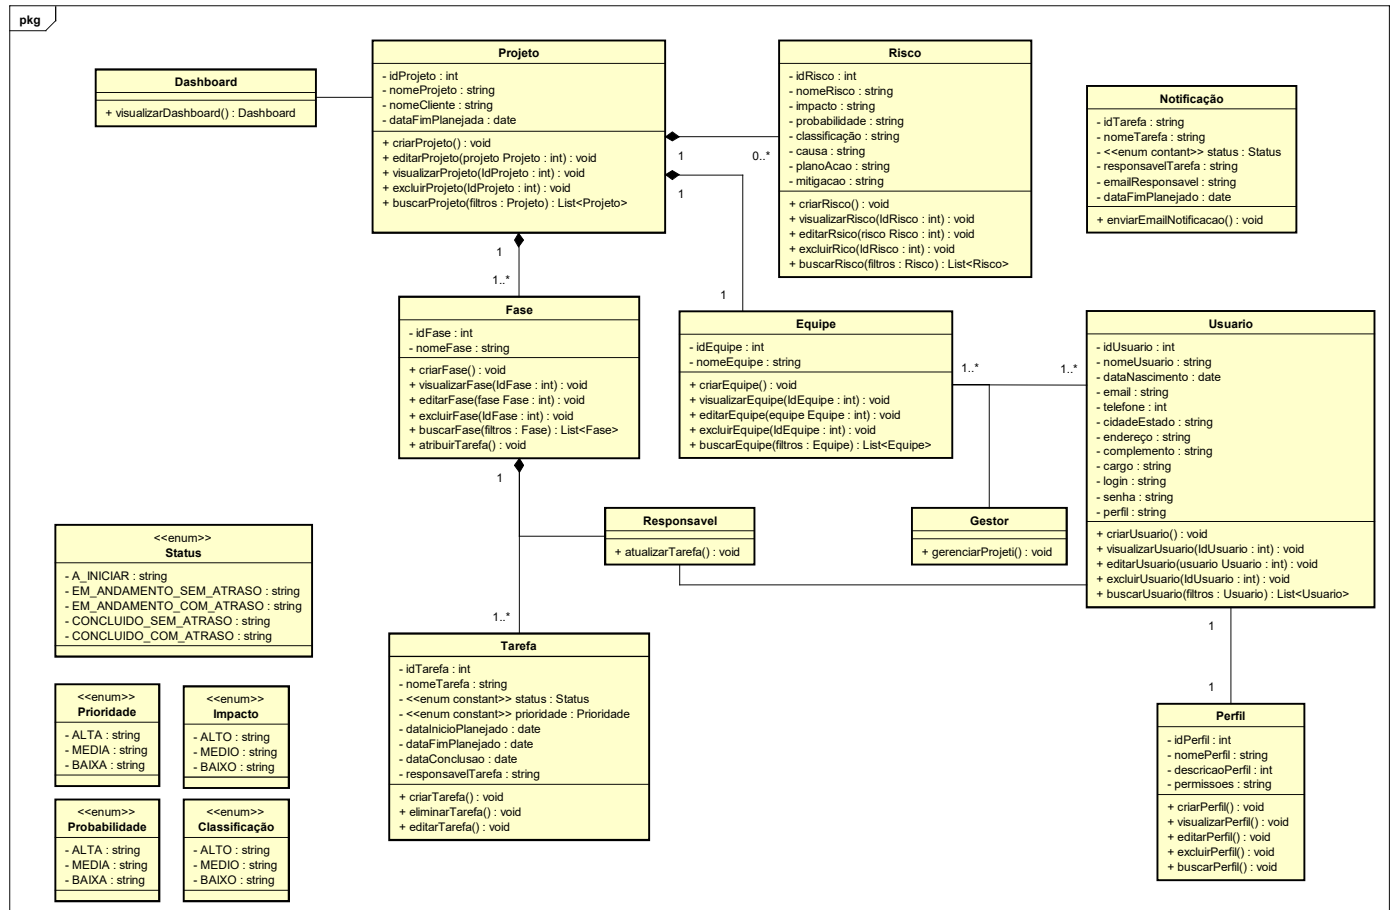 pkg
Dashboard
+ visualizarDashboard() : Dashboard
Projeto
- idProjeto : int
- nomeProjeto : string
- nomeCliente : string
- dataFimPlanejada : date
+ criarProjeto() : void
+ editarProjeto(projeto Projeto : int) : void
+ visualizarProjeto(IdProjeto : int) : void
+ excluirProjeto(IdProjeto : int) : void
+ buscarProjeto(filtros : Projeto) : List<Projeto>
1
0..*
1
1
1..*
1
Risco
- idRisco : int
- nomeRisco : string
- impacto : string
- probabilidade : string
- classificação : string
- causa : string
- planoAcao : string
- mitigacao : string
+ criarRisco() : void
+ visualizarRisco(IdRisco : int) : void
+ editarRsico(risco Risco : int) : void
+ excluirRico(IdRisco : int) : void
+ buscarRisco(filtros : Risco) : List<Risco>
Notificação
- idTarefa : string
- nomeTarefa : string
- <<enum contant>> status : Status
- responsavelTarefa : string
- emailResponsavel : string
- dataFimPlanejado : date
+ enviarEmailNotificacao() : void
Fase
- idFase : int
- nomeFase : string
+ criarFase() : void
+ visualizarFase(IdFase : int) : void
+ editarFase(fase Fase : int) : void
+ excluirFase(IdFase : int) : void
+ buscarFase(filtros : Fase) : List<Fase>
+ atribuirTarefa() : void
1
1..*
Equipe
- idEquipe : int
- nomeEquipe : string
+ criarEquipe() : void
+ visualizarEquipe(IdEquipe : int) : void
+ editarEquipe(equipe Equipe : int) : void
+ excluirEquipe(IdEquipe : int) : void
+ buscarEquipe(filtros : Equipe) : List<Equipe>
1..*
1..*
Usuario
- idUsuario : int
- nomeUsuario : string
- dataNascimento : date
- email : string
- telefone : int
- cidadeEstado : string
- endereço : string
- complemento : string
- cargo : string
- login : string
- senha : string
- perfil : string
+ criarUsuario() : void
+ visualizarUsuario(IdUsuario : int) : void
+ editarUsuario(usuario Usuario : int) : void
+ excluirUsuario(IdUsuario : int) : void
+ buscarUsuario(filtros : Usuario) : List<Usuario>
1
1
Responsavel
+ atualizarTarefa() : void
Gestor
+ gerenciarProjeti() : void
<<enum>>
Status
- A_INICIAR : string
- EM_ANDAMENTO_SEM_ATRASO : string
- EM_ANDAMENTO_COM_ATRASO : string
- CONCLUIDO_SEM_ATRASO : string
- CONCLUIDO_COM_ATRASO : string
Tarefa
- idTarefa : int
- nomeTarefa : string
- <<enum constant>> status : Status
- <<enum constant>> prioridade : Prioridade
- dataInicioPlanejado : date
- dataFimPlanejado : date
- dataConclusao : date
- responsavelTarefa : string
+ criarTarefa() : void
+ eliminarTarefa() : void
+ editarTarefa() : void
<<enum>>
Prioridade
- ALTA : string
- MEDIA : string
- BAIXA : string
<<enum>>
Impacto
- ALTO : string
- MEDIO : string
- BAIXO : string
<<enum>>
Probabilidade
- ALTA : string
- MEDIA : string
- BAIXA : string
<<enum>>
Classificação
- ALTO : string
- MEDIO : string
- BAIXO : string
Perfil
- idPerfil : int
- nomePerfil : string
- descricaoPerfil : int
- permissoes : string
+ criarPerfil() : void
+ visualizarPerfil() : void
+ editarPerfil() : void
+ excluirPerfil() : void
+ buscarPerfil() : void